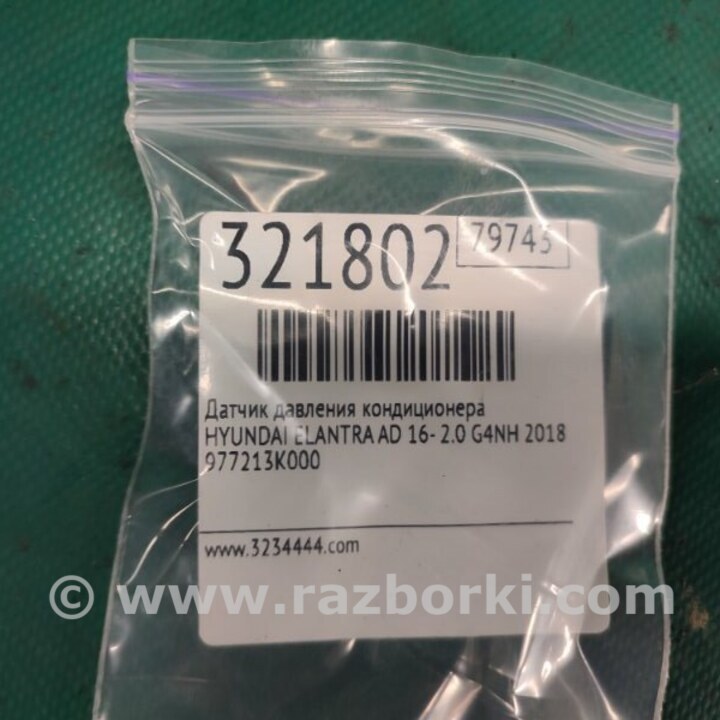 321802 79743
Датчик давления кондиционера
HYUNDAI ELANTRA AD 16- 2.0 G4NH 2018
977213K000
www.3234444.com
© www.razborki.com